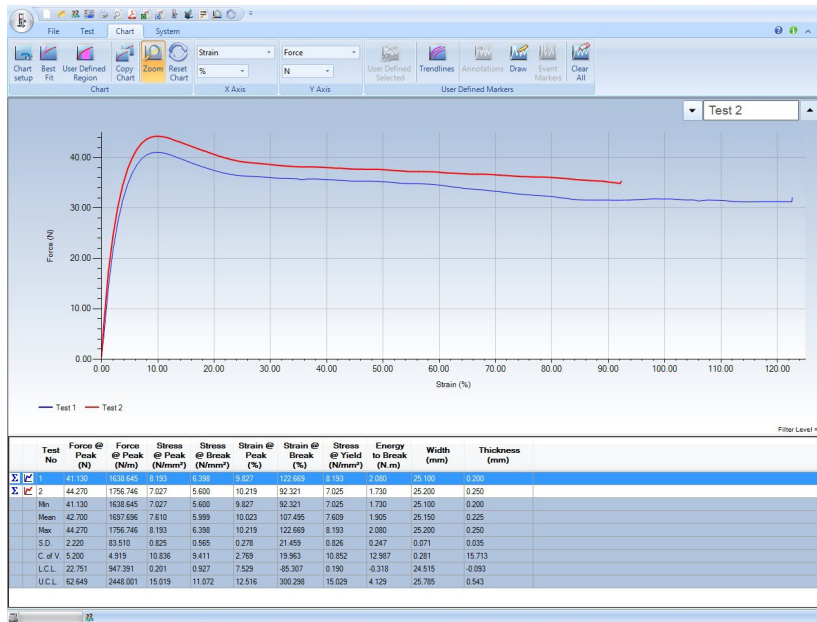 File Test Chart System
Strain Force
% N
Chart setup Best Fit User Defined Region Copy Chart Zoom Reset Chart User Defined Selected Trendlines Annotations Draw Event Markers Clear All
Chart X Axis Y Axis User Defined Markers
Test 2
40.00
30.00
Force (N)
20.00
10.00
0.00
0.00 10.00 20.00 30.00 40.00 50.00 60.00 70.00 80.00 90.00 100.00 110.00 120.00
Strain (%)
Test 1 Test 2
Filter Level =
Test No Force @ Peak (N) Force @ Peak (N/m) Stress @ Peak (N/mm²) Stress @ Break (N/mm²) Strain @ Peak (%) Strain @ Break (%) Stress @ Yield (N/mm²) Energy to Break (N.m) Width (mm) Thickness (mm)
Σ 1 41.130 1638.645 8.193 6.398 9.827 122.669 8.193 2.080 25.100 0.200
Σ 2 44.270 1756.746 7.027 5.600 10.219 92.321 7.025 1.730 25.200 0.250
Min 41.130 1638.645 7.027 5.600 9.827 92.321 7.025 1.730 25.100 0.200
Mean 42.700 1697.696 7.610 5.999 10.023 107.495 7.609 1.905 25.150 0.225
Max 44.270 1756.746 8.193 6.398 10.219 122.669 8.193 2.080 25.200 0.250
S.D. 2.220 83.510 0.825 0.565 0.278 21.459 0.826 0.247 0.071 0.035
C. of V. 5.200 4.919 10.836 9.411 2.769 19.963 10.852 12.987 0.281 15.713
L.C.L. 22.751 947.391 0.201 0.927 7.529 -85.307 0.190 -0.318 24.515 -0.093
U.C.L. 62.649 2448.001 15.019 11.072 12.516 300.298 15.029 4.129 25.785 0.543